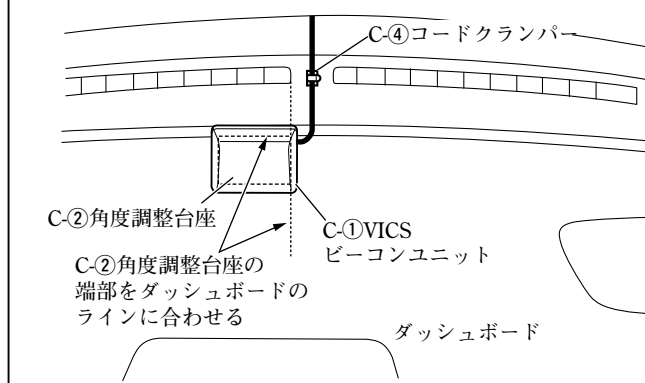 C-④コードクランパー
C-②角度調整台座
C-①VICS
ビーコンユニット
C-②角度調整台座の
端部をダッシュボードの
ラインに合わせる
ダッシュボード